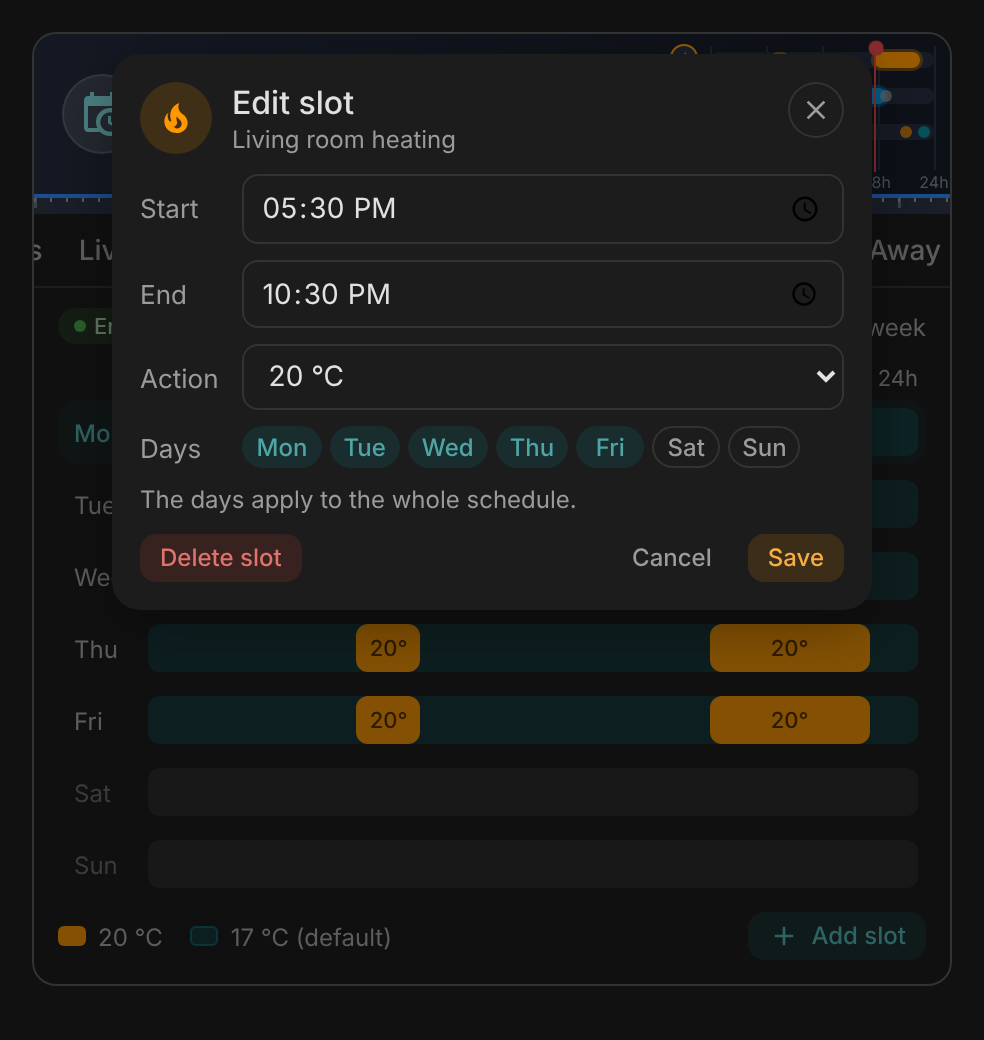 Edit slot
Living room heating
Start 05:30 PM
8h 24h
Away
End 10:30 PM
week
Action 20 °C
24h
Days Mon Tue Wed Thu Fri Sat Sun
The days apply to the whole schedule.
Tue
Delete slot Cancel Save
Thu 20° 20°
Fri 20° 20°
Sat
Sun
20 °C 17 °C (default) + Add slot